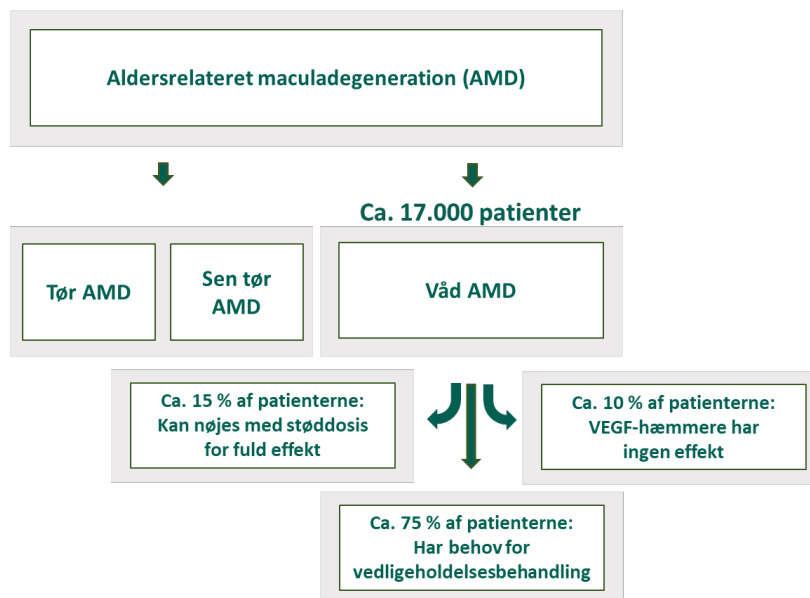 Aldersrelateret maculadegeneration (AMD)
Ca. 17.000 patienter
Tør AMD
Sen tør
AMD
Våd AMD
Ca. 15 % af patienterne:
Kan nøjes med støddosis
for fuld effekt
Ca. 10 % af patienterne:
VEGF-hæmmere har
ingen effekt
Ca. 75 % af patienterne:
Har behov for
vedligeholdelsesbehandling